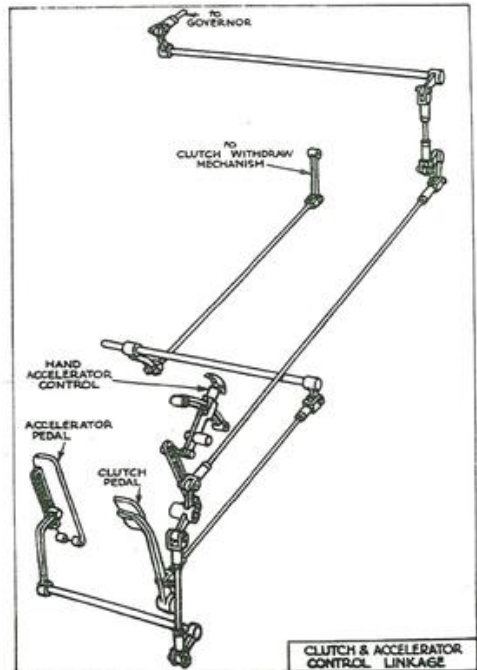 TO
GOVERNOR
TO
CLUTCH WITHDRAW
MECHANISM
HAND
ACCELERATOR
CONTROL
ACCELERATOR
PEDAL
CLUTCH
PEDAL
CLUTCH & ACCELERATOR
CONTROL LINKAGE